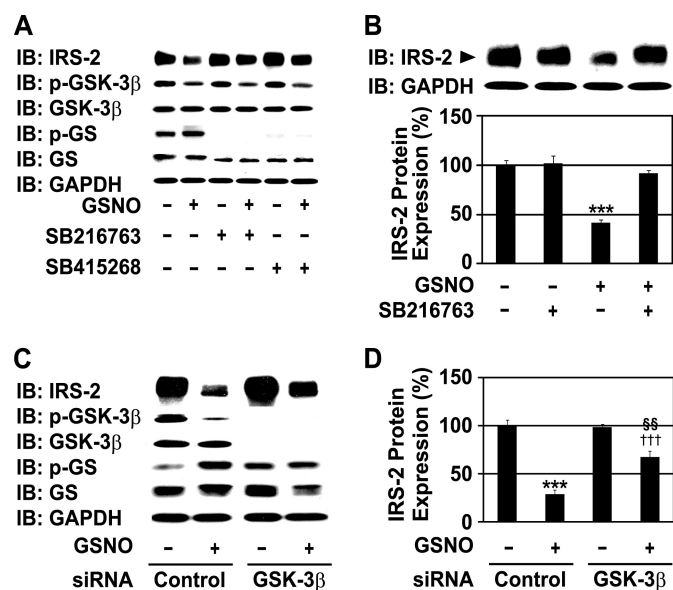 A
IB: IRS-2
IB: p-GSK-3β
IB: GSK-3β
IB: p-GS
IB: GS
IB: GAPDH
GSNO – + – + – +
SB216763 – – + + – –
SB415268 – – – – + +
B
IB: IRS-2
IB: GAPDH
IRS-2 Protein
Expression (%)
150
100
50
0
***
GSNO – – + +
SB216763 – + – +
C
IB: IRS-2
IB: p-GSK-3β
IB: GSK-3β
IB: p-GS
IB: GS
IB: GAPDH
GSNO – + – +
siRNA Control GSK-3β
D
IRS-2 Protein
Expression (%)
150
100
50
0
***
§§
†††
GSNO – + – +
siRNA Control GSK-3β